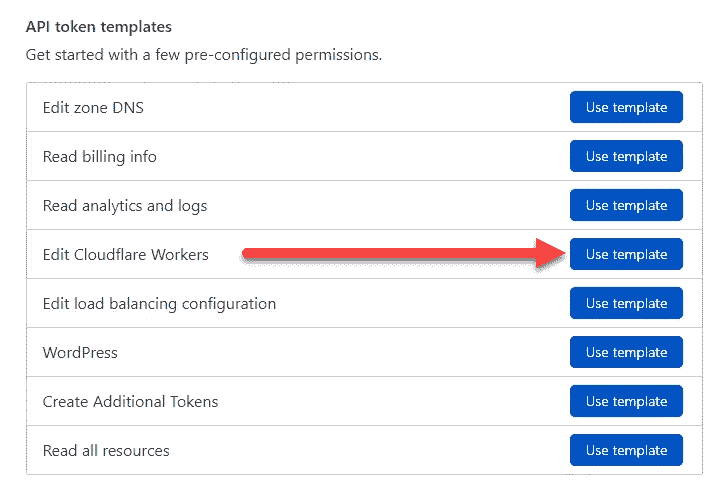 API token templates
Get started with a few pre-configured permissions.
Edit zone DNS Use template
Read billing info Use template
Read analytics and logs Use template
Edit Cloudflare Workers Use template
Edit load balancing configuration Use template
WordPress Use template
Create Additional Tokens Use template
Read all resources Use template